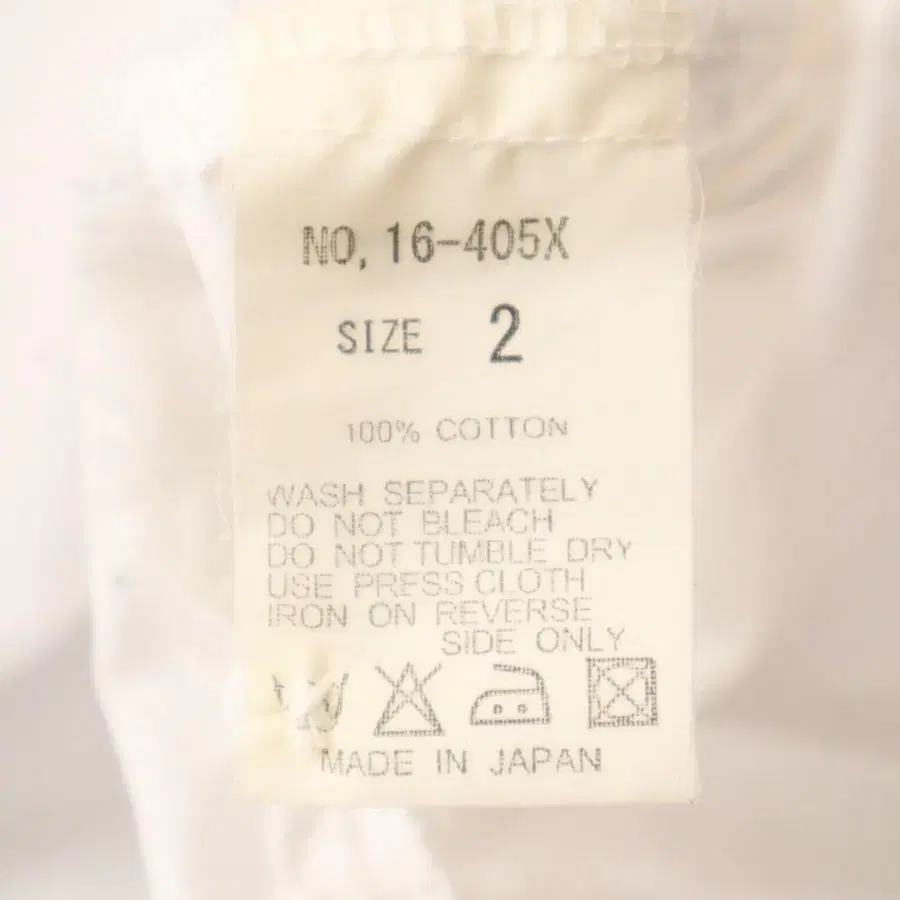 NO, 16-405X
SIZE 2
100% COTTON
WASH SEPARATELY
DO NOT BLEACH
DO NOT TUMBLE DRY
USE PRESS CLOTH
IRON ON REVERSE
SIDE ONLY
MADE IN JAPAN